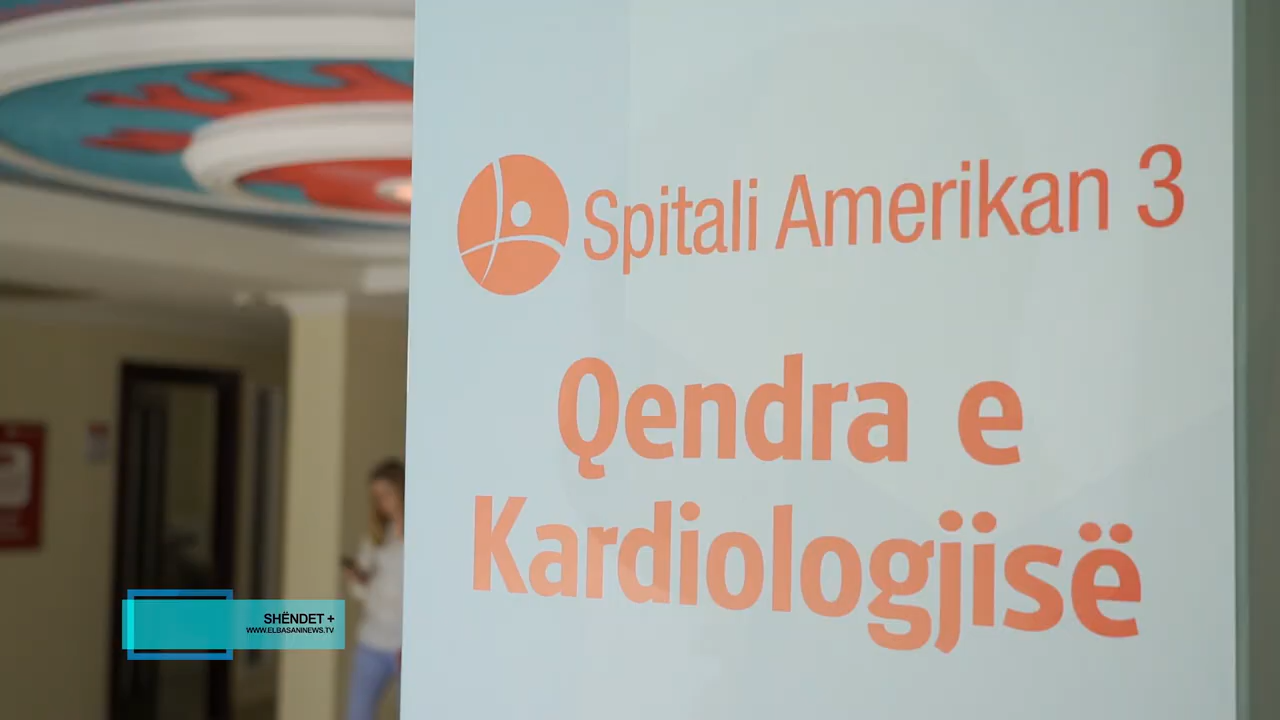 Spitali Amerikan 3
Qendra e
Kardiologjisë
SHËNDET +
WWW.ELBASANINEWS.TV